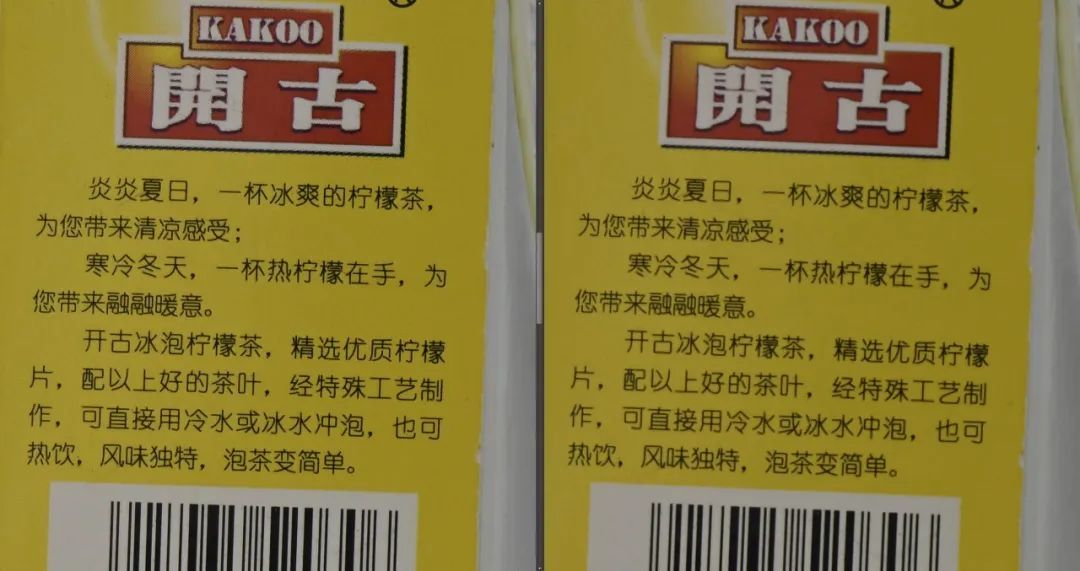 KAKOO
開古
炎炎夏日，一杯冰爽的柠檬茶，
为您带来清凉感受；
寒冷冬天，一杯热柠檬在手，为
您带来融融暖意。
开古冰泡柠檬茶，精选优质柠檬
片，配以上好的茶叶，经特殊工艺制
作，可直接用冷水或冰水冲泡，也可
热饮，风味独特，泡茶变简单。
KAKOO
開古
炎炎夏日，一杯冰爽的柠檬茶，
为您带来清凉感受；
寒冷冬天，一杯热柠檬在手，为
您带来融融暖意。
开古冰泡柠檬茶，精选优质柠檬
片，配以上好的茶叶，经特殊工艺制
作，可直接用冷水或冰水冲泡，也可
热饮，风味独特，泡茶变简单。